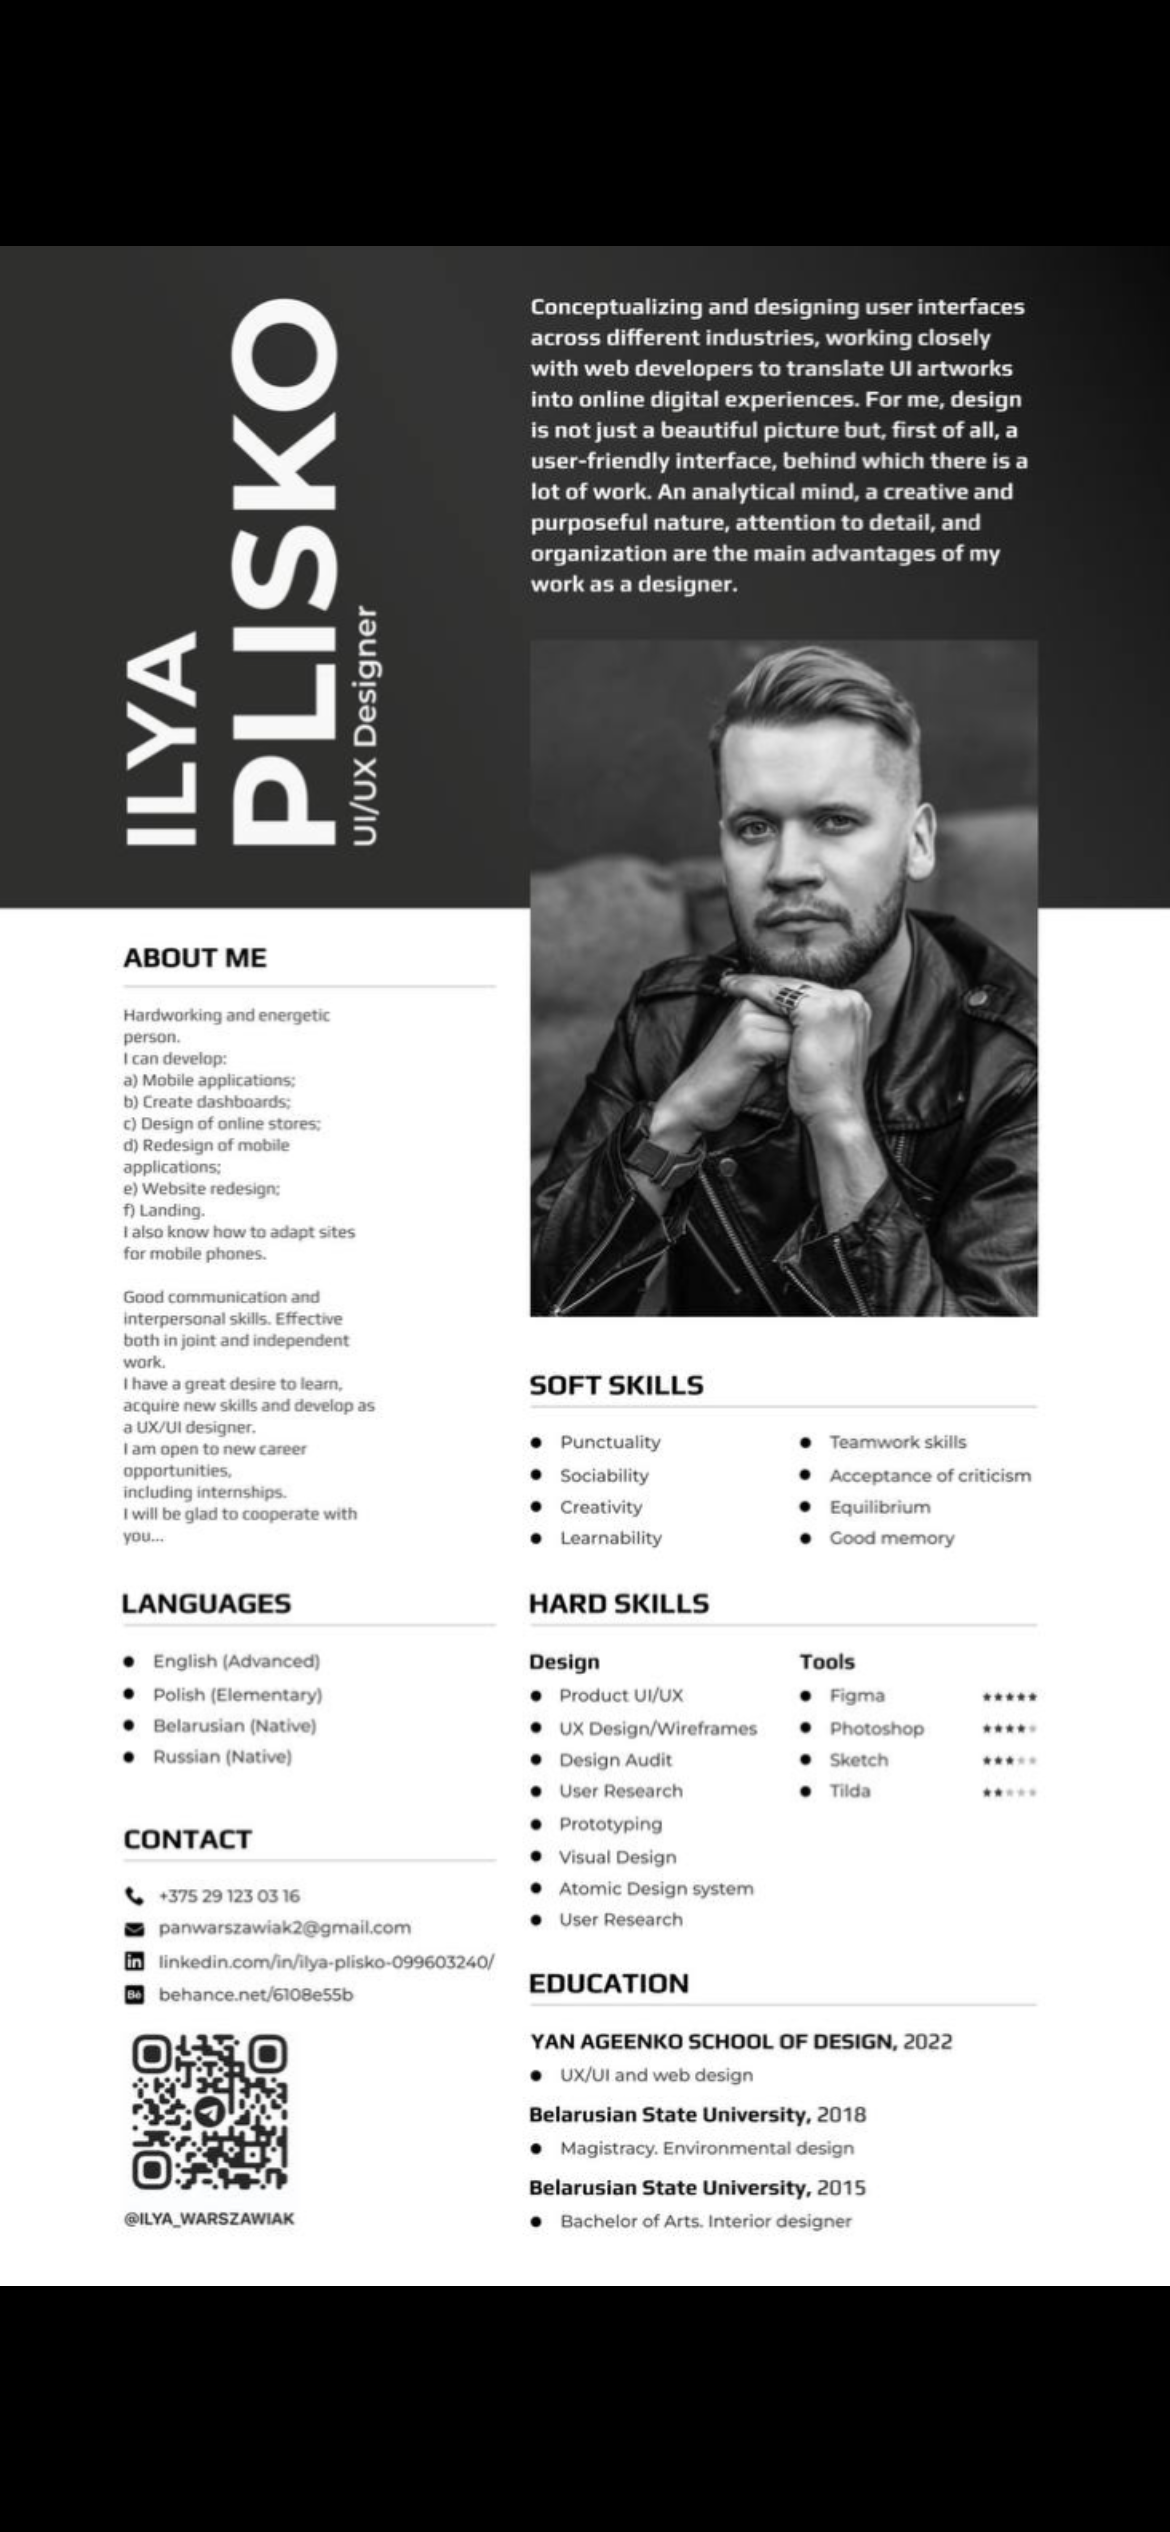 ILYA
PLISKO
UI/UX Designer
Conceptualizing and designing user interfaces
across different industries, working closely
with web developers to translate UI artworks
into online digital experiences. For me, design
is not just a beautiful picture but, first of all, a
user-friendly interface, behind which there is a
lot of work. An analytical mind, a creative and
purposeful nature, attention to detail, and
organization are the main advantages of my
work as a designer.
ABOUT ME
Hardworking and energetic
person.
I can develop:
a) Mobile applications;
b) Create dashboards;
c) Design of online stores;
d) Redesign of mobile
applications;
e) Website redesign;
f) Landing.
I also know how to adapt sites
for mobile phones.
Good communication and
interpersonal skills. Effective
both in joint and independent
work.
I have a great desire to learn,
acquire new skills and develop as
a UX/UI designer.
I am open to new career
opportunities,
including internships.
I will be glad to cooperate with
you...
LANGUAGES
English (Advanced)
Polish (Elementary)
Belarusian (Native)
Russian (Native)
CONTACT
+375 29 123 03 16
panwarszawiak2@gmail.com
in linkedin.com/in/ilya-plisko-099603240/
Bē behance.net/6108e55b
@ILYA_WARSZAWIAK
SOFT SKILLS
Punctuality
Sociability
Creativity
Learnability
Teamwork skills
Acceptance of criticism
Equilibrium
Good memory
HARD SKILLS
Design
Product UI/UX
UX Design/Wireframes
Design Audit
User Research
Prototyping
Visual Design
Atomic Design system
User Research
Tools
Figma
Photoshop
Sketch
Tilda
EDUCATION
YAN AGEENKO SCHOOL OF DESIGN, 2022
UX/UI and web design
Belarusian State University, 2018
Magistracy. Environmental design
Belarusian State University, 2015
Bachelor of Arts. Interior designer